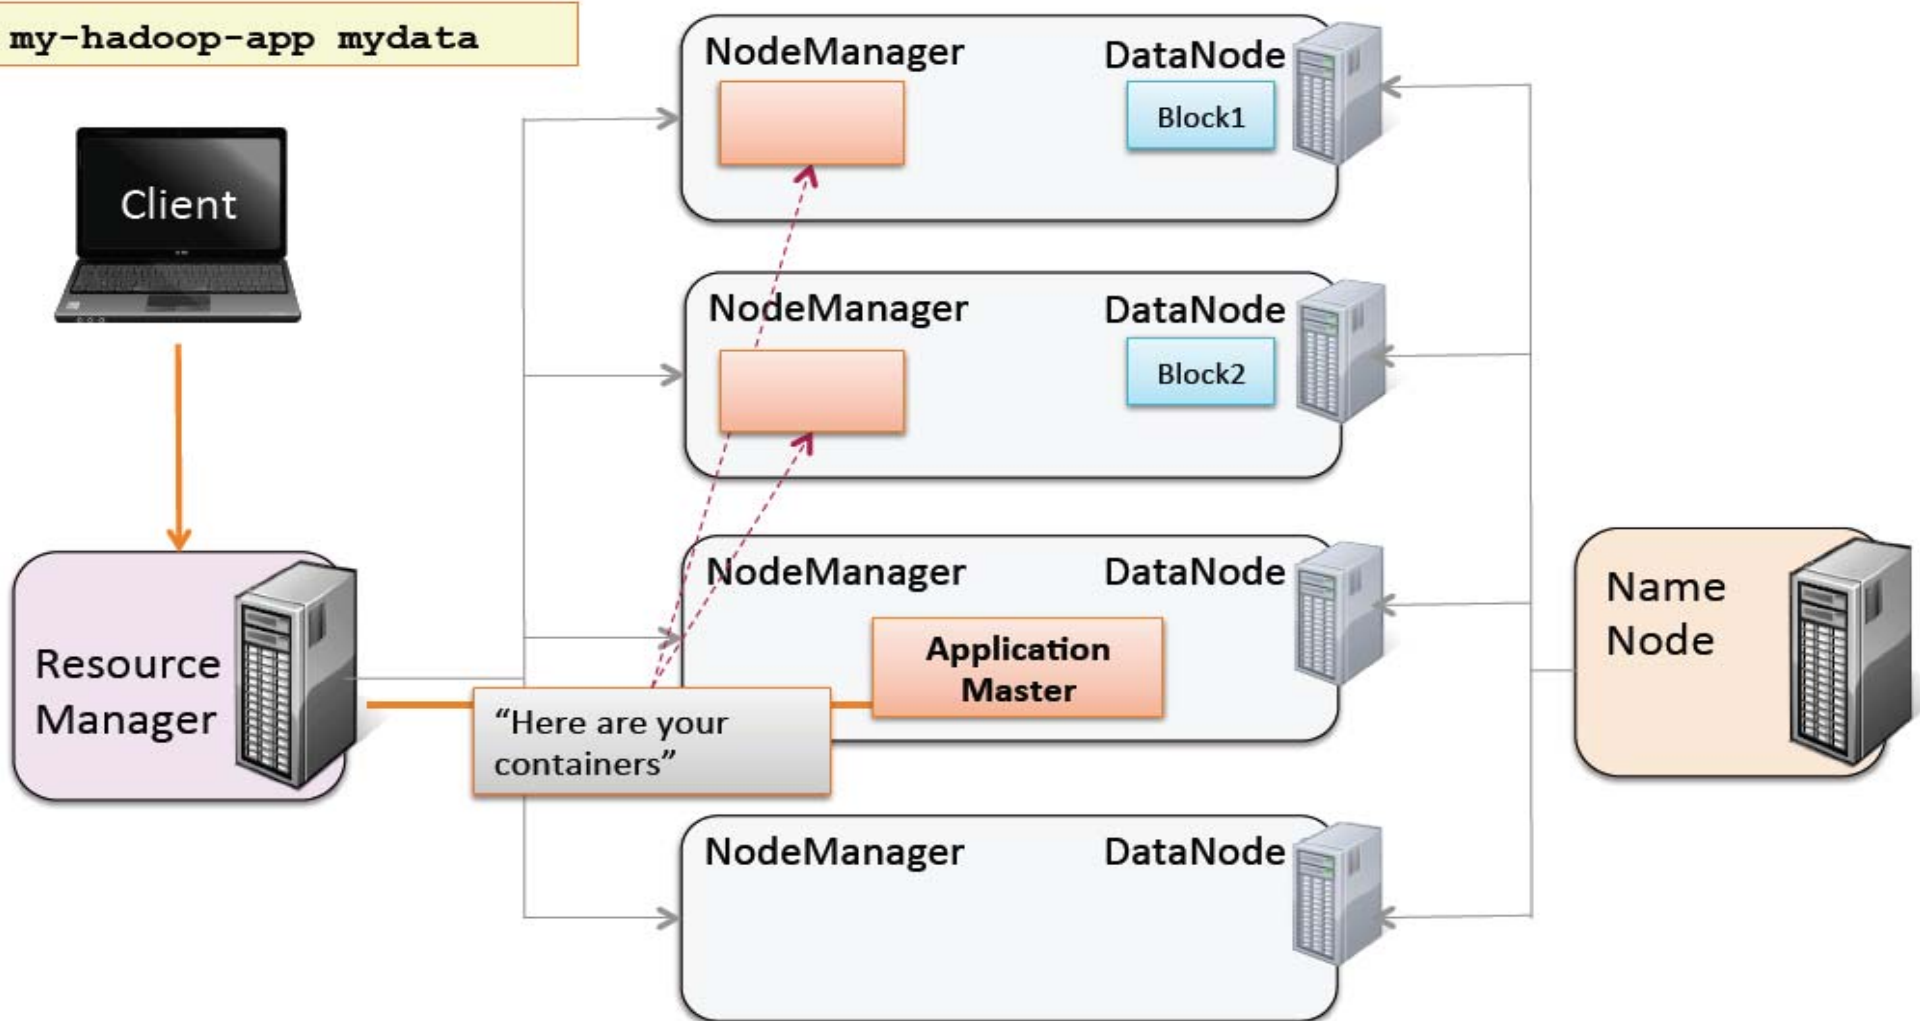 my-hadoop-app mydata
Client
Resource
Manager
NodeManager
DataNode
Block1
NodeManager
DataNode
Block2
NodeManager
DataNode
Application
Master
“Here are your
containers”
NodeManager
DataNode
Name
Node